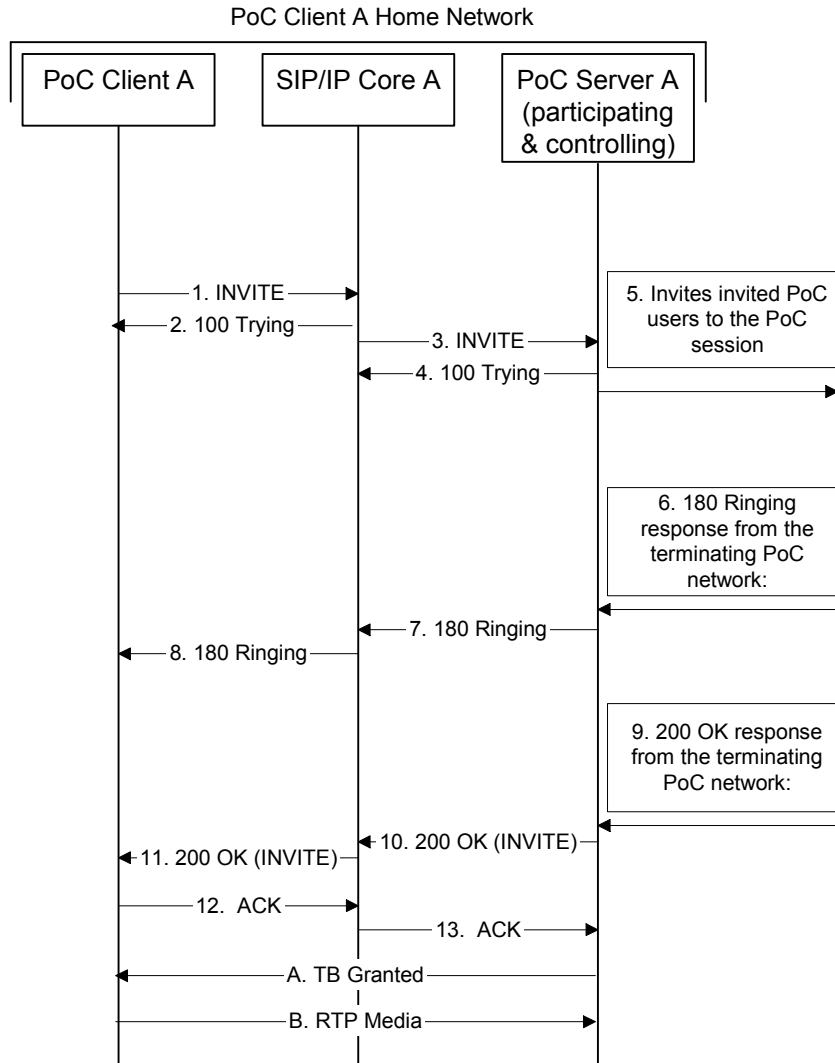 PoC Client A Home Network
PoC Client A
SIP/IP Core A
PoC Server A
(participating
& controlling)
1. INVITE
2. 100 Trying
3. INVITE
4. 100 Trying
5. Invites invited PoC
users to the PoC
session
6. 180 Ringing
response from the
terminating PoC
network:
7. 180 Ringing
8. 180 Ringing
9. 200 OK response
from the terminating
PoC network:
10. 200 OK (INVITE)
11. 200 OK (INVITE)
12. ACK
13. ACK
A. TB Granted
B. RTP Media